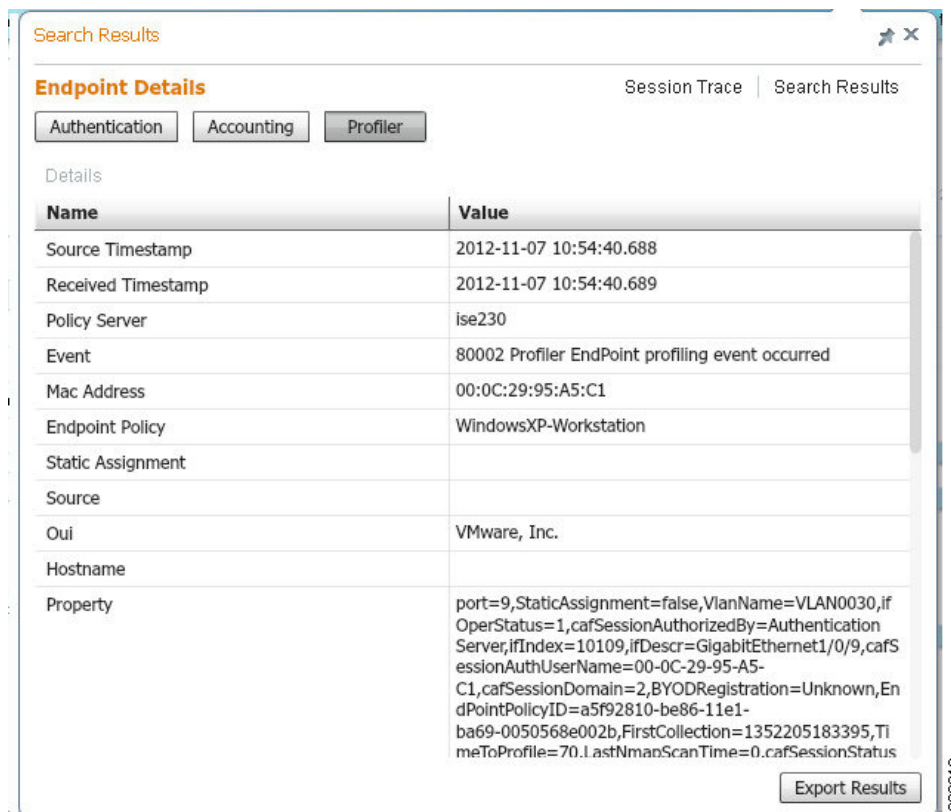 Search Results
Endpoint Details
Session Trace | Search Results
Authentication Accounting Profiler
Details
Name Value
Source Timestamp 2012-11-07 10:54:40.688
Received Timestamp 2012-11-07 10:54:40.689
Policy Server ise230
Event 80002 Profiler EndPoint profiling event occurred
Mac Address 00:0C:29:95:A5:C1
Endpoint Policy WindowsXP-Workstation
Static Assignment
Source
Oui VMware, Inc.
Hostname
Property port=9,StaticAssignment=false,VlanName=VLAN0030,if
OperStatus=1,cafSessionAuthorizedBy=Authentication
Server,ifIndex=10109,ifDescr=GigabitEthernet1/0/9,cafS
essionAuthUserName=00-0C-29-95-A5-
C1,cafSessionDomain=2,BYODRegistration=Unknown,En
dPointPolicyID=a5f92810-be86-11e1-
ba69-0050568e002b,FirstCollection=1352205183395,Ti
meToProfile=70,LastNmapScanTime=0,cafSessionStatus
Export Results